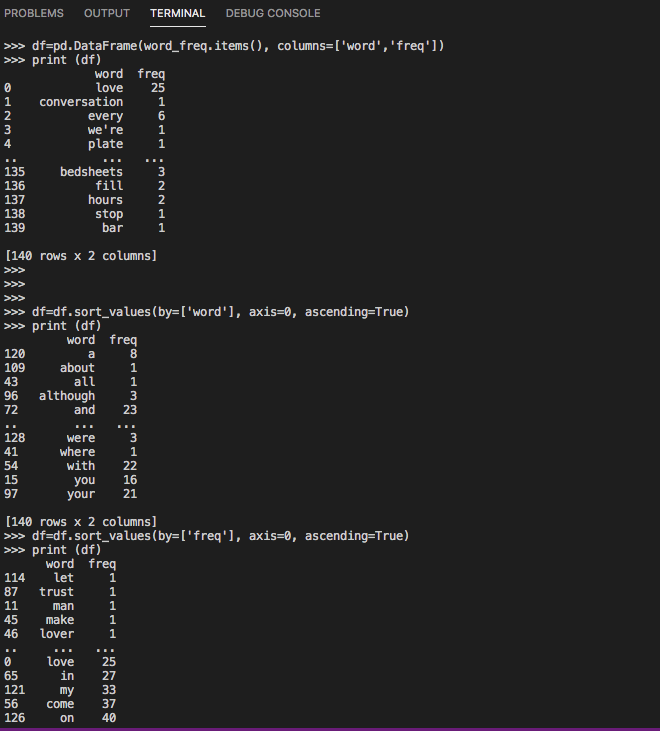 PROBLEMS OUTPUT TERMINAL DEBUG CONSOLE
>>> df=pd.DataFrame(word_freq.items(), columns=['word','freq'])
>>> print (df)
word freq
0 love 25
1 conversation 1
2 every 6
3 we're 1
4 plate 1
.. ... ...
135 bedsheets 3
136 fill 2
137 hours 2
138 stop 1
139 bar 1
[140 rows x 2 columns]
>>>
>>>
>>>
>>> df=df.sort_values(by=['word'], axis=0, ascending=True)
>>> print (df)
word freq
120 a 8
109 about 1
43 all 1
96 although 3
72 and 23
.. ... ...
128 were 3
41 where 1
54 with 22
15 you 16
97 your 21
[140 rows x 2 columns]
>>> df=df.sort_values(by=['freq'], axis=0, ascending=True)
>>> print (df)
word freq
114 let 1
87 trust 1
11 man 1
45 make 1
46 lover 1
.. ... ...
0 love 25
65 in 27
121 my 33
56 come 37
126 on 40